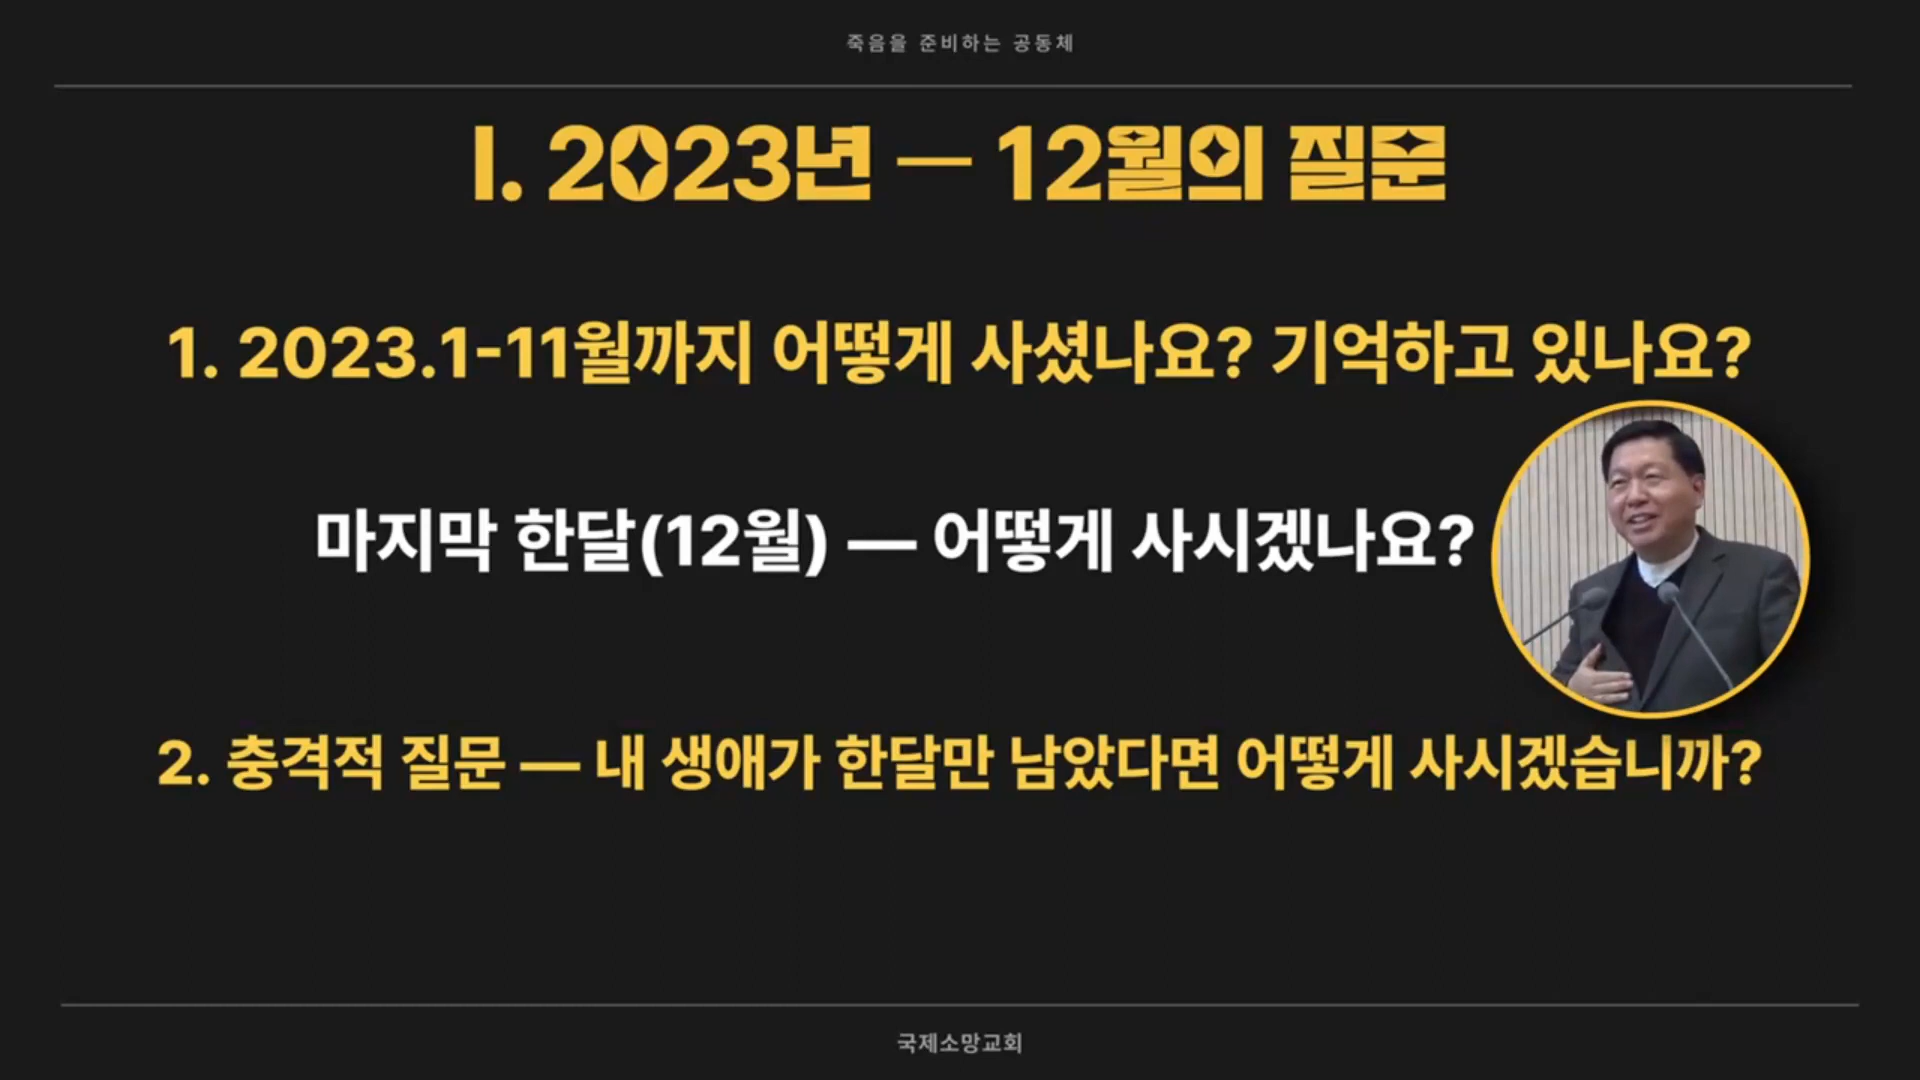 죽음을 준비하는 공동체
I. 2023년 — 12월의 질문
1. 2023.1-11월까지 어떻게 사셨나요? 기억하고 있나요?
마지막 한달(12월) — 어떻게 사시겠나요?
2. 충격적 질문 — 내 생애가 한달만 남았다면 어떻게 사시겠습니까?
국제소망교회